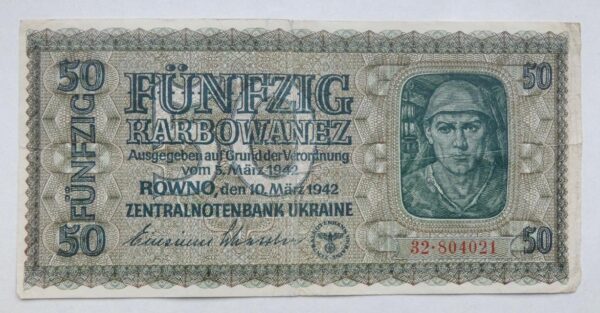 50
FÜNFZIG
50
FÜNFZIG
KARBOWANEZ
Ausgegeben auf Grund der Verordnung
vom 5. März 1942
ROWNO, den 10. März 1942
ZENTRALNOTENBANK UKRAINE
50
50
32·804021
50